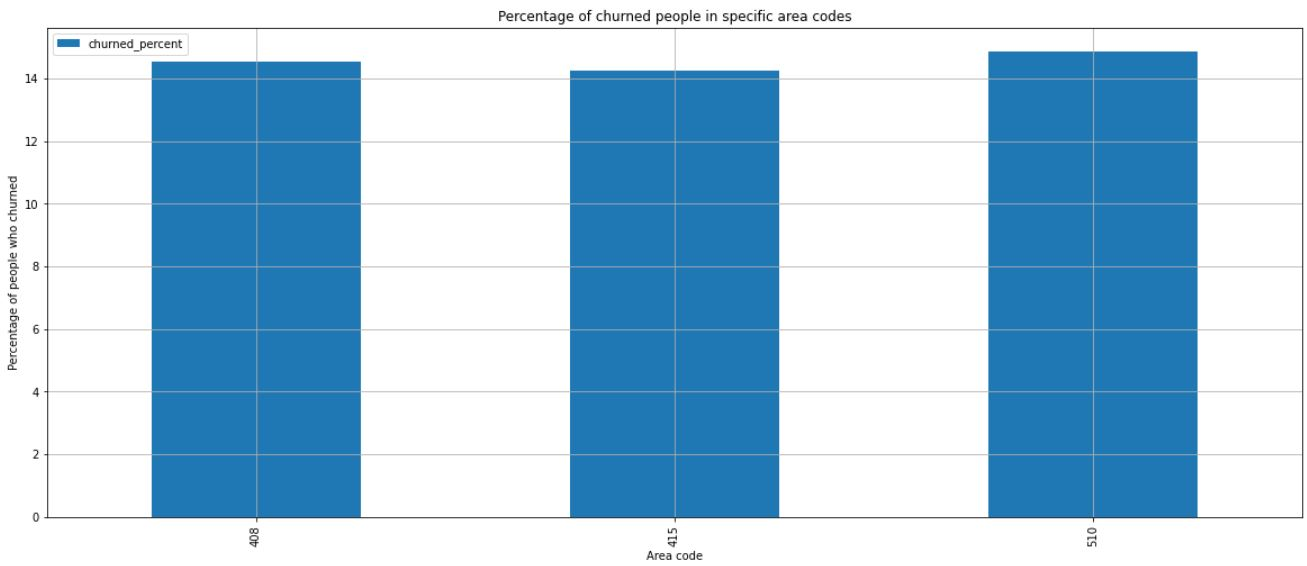 Percentage of churned people in specific area codes
churned_percent
14
12
10
8
6
4
2
0
Percentage of people who churned
408
415
510
Area code